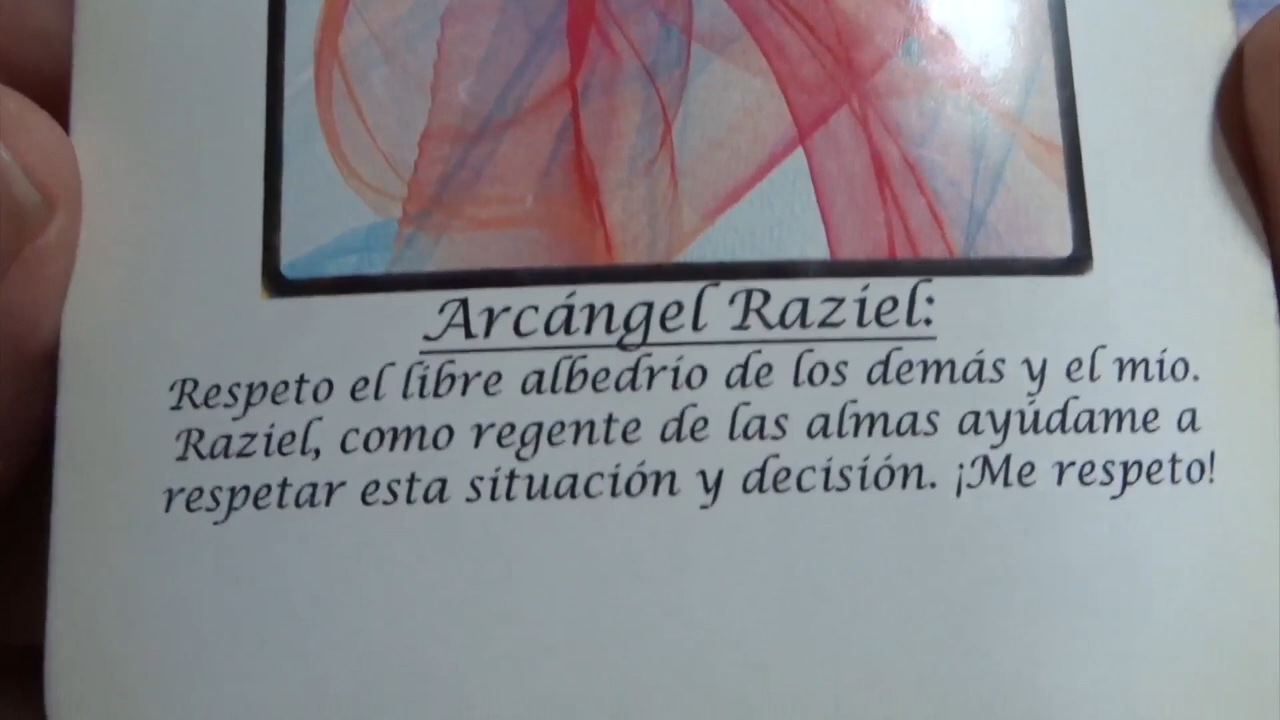 Arcángel Raziel:
Respeto el libre albedrío de los demás y el mío.
Raziel, como regente de las almas ayúdame a
respetar esta situación y decisión. ¡Me respeto!